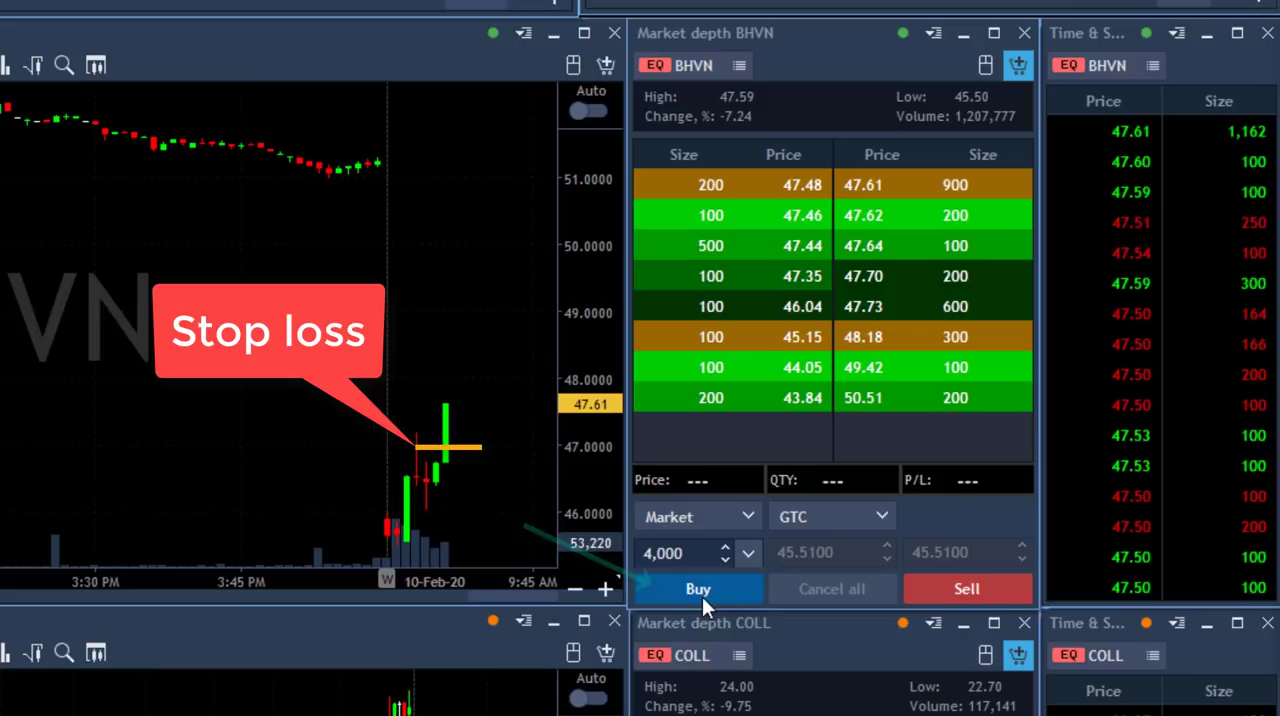 Auto
51.0000
50.0000
49.0000
48.0000
47.61
47.0000
46.0000
53,220
VN
Stop loss
3:30 PM
3:45 PM
W
10-Feb-20
9:45 AM
Market depth BHVN
EQ BHVN
High: 47.59 Low: 45.50
Change, %: -7.24 Volume: 1,207,777
Size Price Price Size
200 47.48 47.61 900
100 47.46 47.62 200
500 47.44 47.64 100
100 47.35 47.70 200
100 46.04 47.73 600
100 45.15 48.18 300
100 44.05 49.42 100
200 43.84 50.51 200
Price: --- QTY: --- P/L: ---
Market GTC
4,000 45.5100 45.5100
Buy Cancel all Sell
Time & S...
EQ BHVN
Price Size
47.61 1,162
47.60 100
47.59 100
47.51 250
47.54 100
47.59 300
47.50 164
47.50 166
47.50 200
47.50 100
47.53 100
47.53 100
47.50 100
47.50 200
47.50 100
47.50 100
Auto
Market depth COLL
EQ COLL
High: 24.00 Low: 22.70
Change, %: -9.75 Volume: 117,141
Time & S...
EQ COLL
Price Size